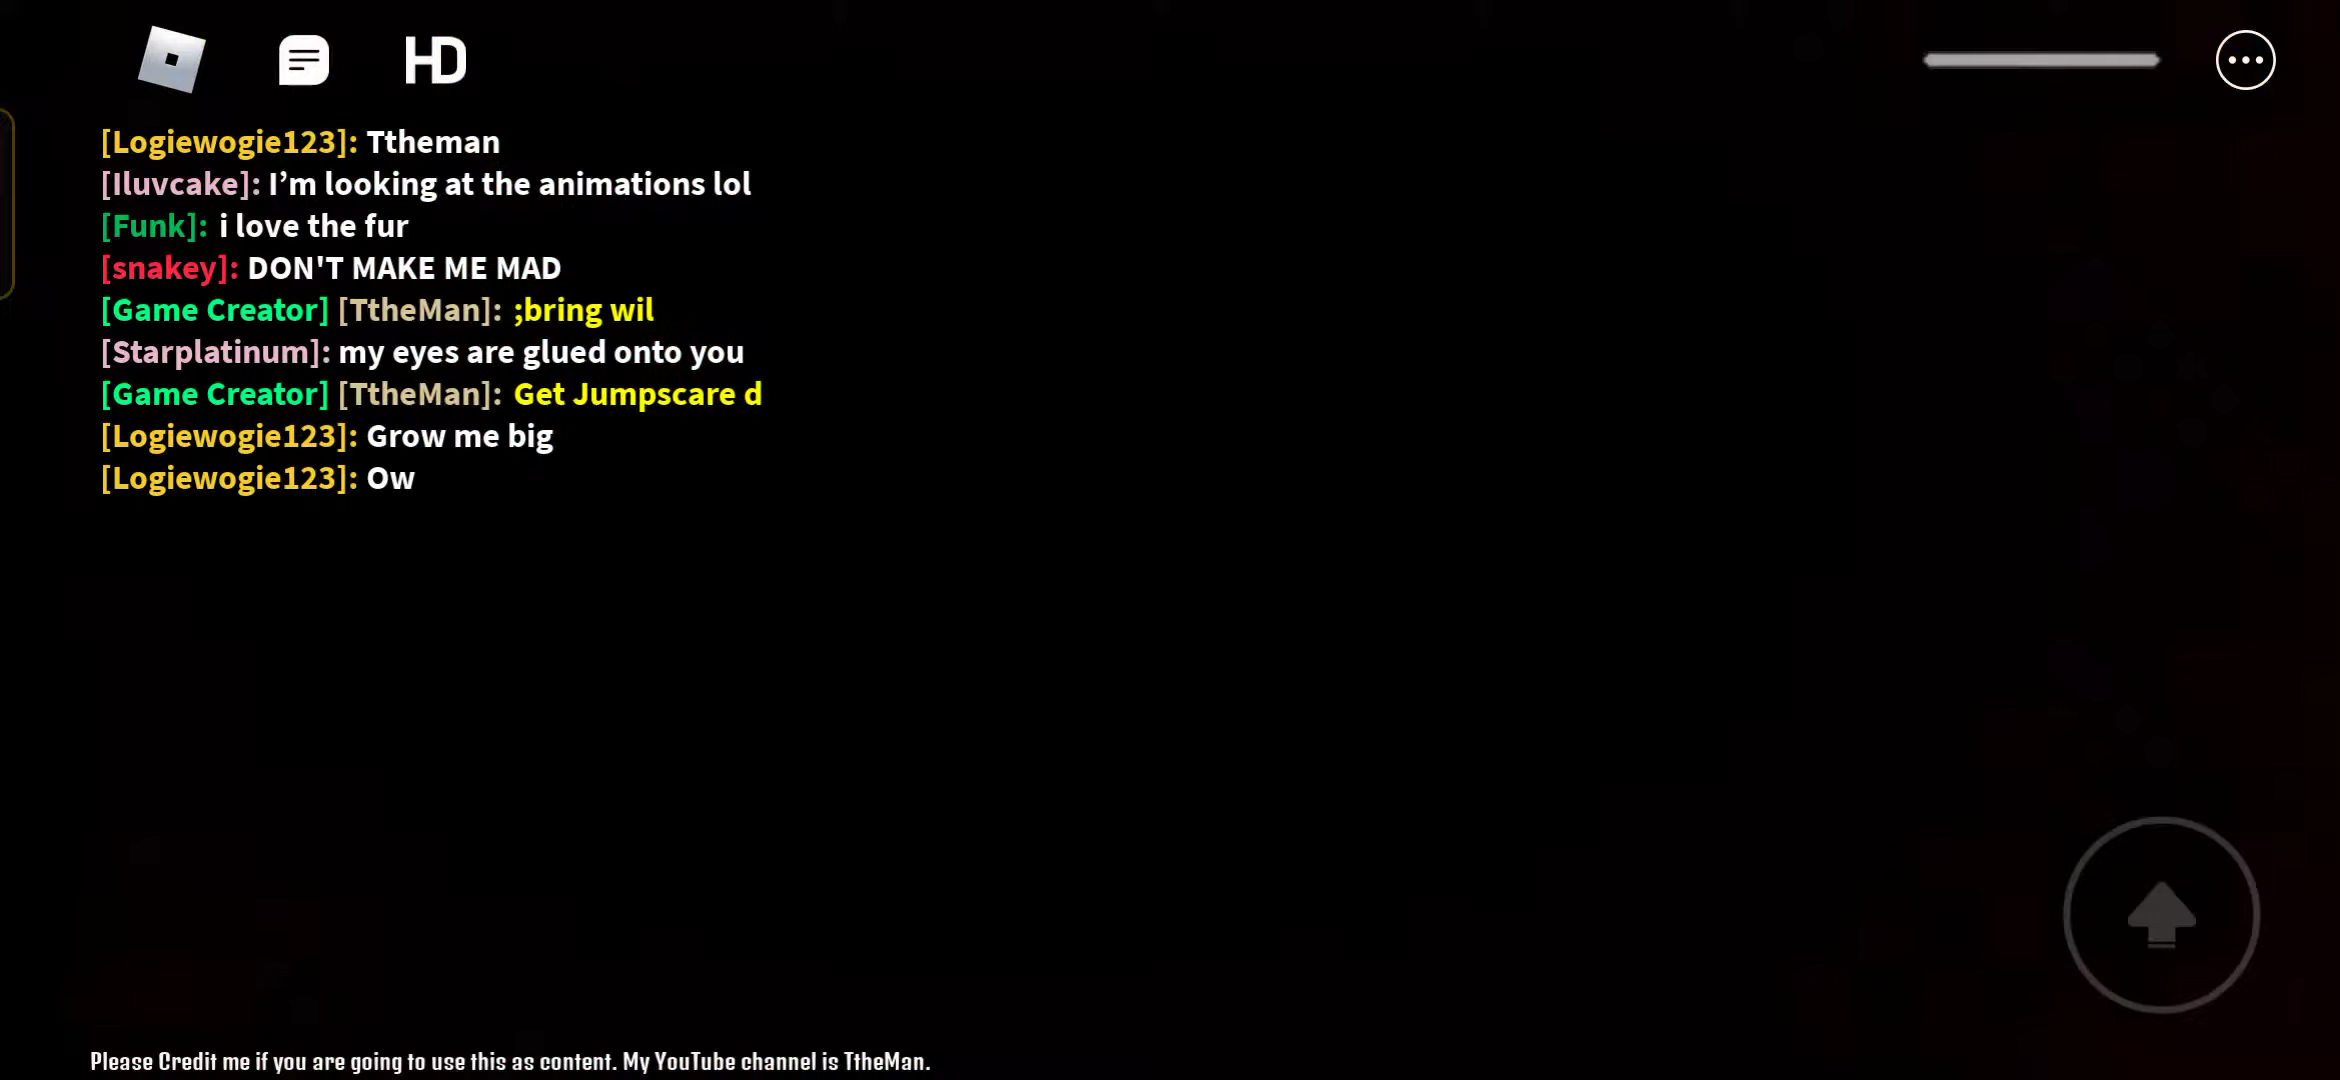 HD
[Logiewogie123]: Ttheman
[Iluvcake]: I’m looking at the animations lol
[Funk]: i love the fur
[snakey]: DON'T MAKE ME MAD
[Game Creator] [TtheMan]: ;bring wil
[Starplatinum]: my eyes are glued onto you
[Game Creator] [TtheMan]: Get Jumpscare d
[Logiewogie123]: Grow me big
[Logiewogie123]: Ow
Please Credit me if you are going to use this as content. My YouTube channel is TtheMan.